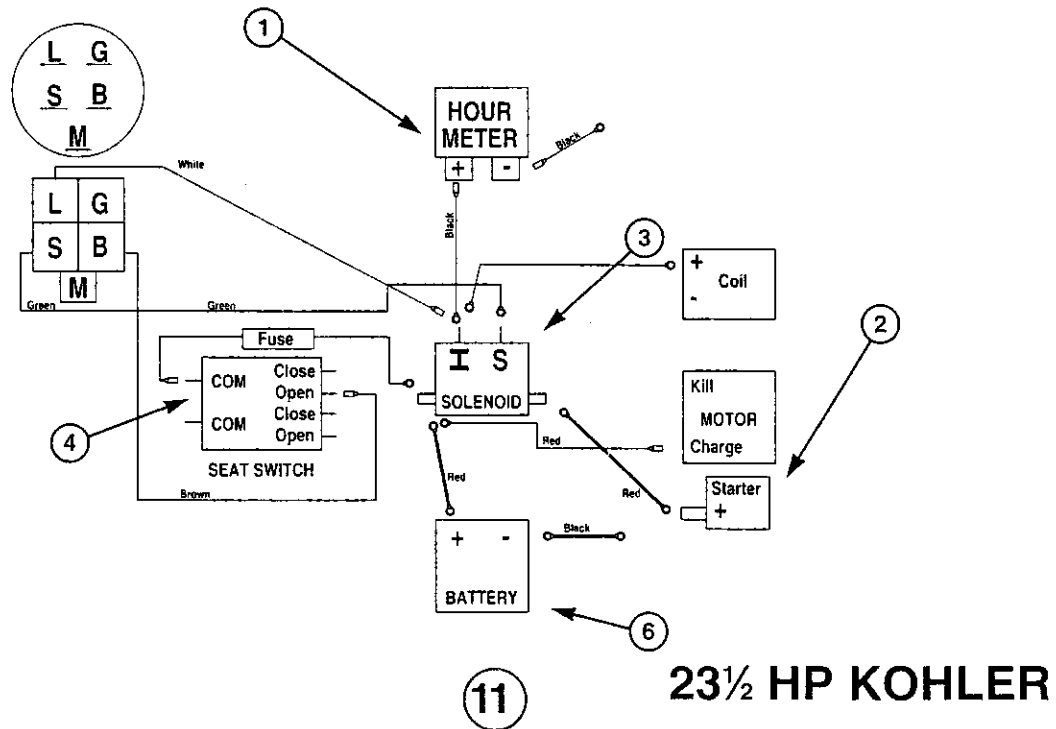 1
L G
S B
M
HOUR
METER
+ -
Black
White
L G
S B
M
Black
3
+
Coil
-
Green
Green
Fuse
I S
SOLENOID
2
COM
Close
Open
COM
Close
Open
4
SEAT SWITCH
Kill
MOTOR
Charge
Red
Red
Red
Starter
+
Brown
+ -
BATTERY
Black
6
11
23½ HP KOHLER